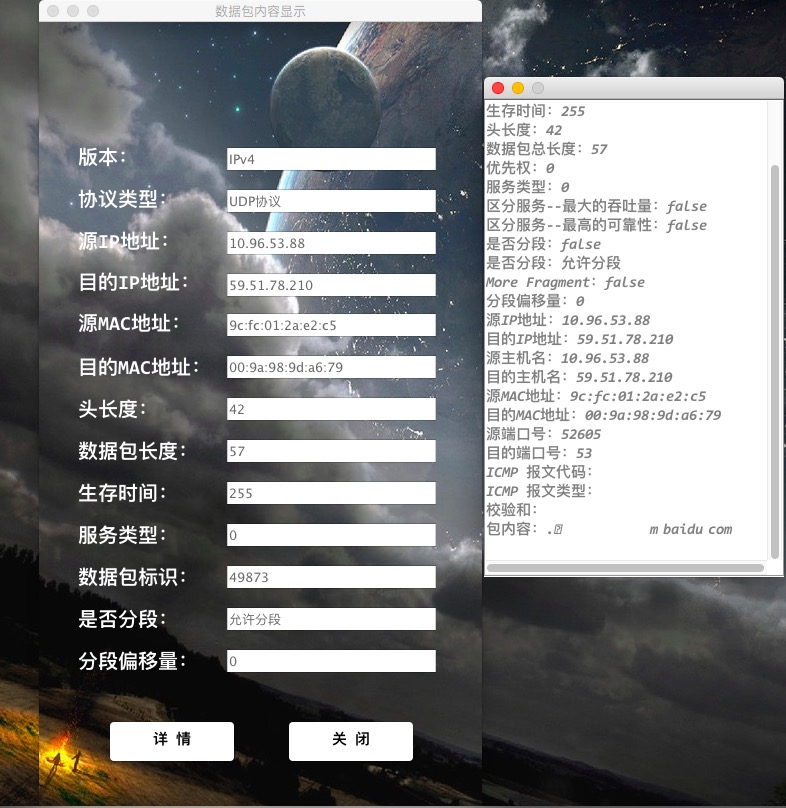 数据包内容显示
版本： IPv4
协议类型： UDP协议
源IP地址： 10.96.53.88
目的IP地址： 59.51.78.210
源MAC地址： 9c:fc:01:2a:e2:c5
目的MAC地址： 00:9a:98:9d:a6:79
头长度： 42
数据包长度： 57
生存时间： 255
服务类型： 0
数据包标识： 49873
是否分段： 允许分段
分段偏移量： 0
详 情 关 闭
生存时间：255
头长度：42
数据包总长度：57
优先权：0
服务类型：0
区分服务--最大的吞吐量：false
区分服务--最高的可靠性：false
是否分段：false
是否分段：允许分段
More Fragment：false
分段偏移量：0
源IP地址：10.96.53.88
目的IP地址：59.51.78.210
源主机名：10.96.53.88
目的主机名：59.51.78.210
源MAC地址：9c:fc:01:2a:e2:c5
目的MAC地址：00:9a:98:9d:a6:79
源端口号：52605
目的端口号：53
ICMP 报文代码：
ICMP 报文类型：
校验和：
包内容：. m baidu com